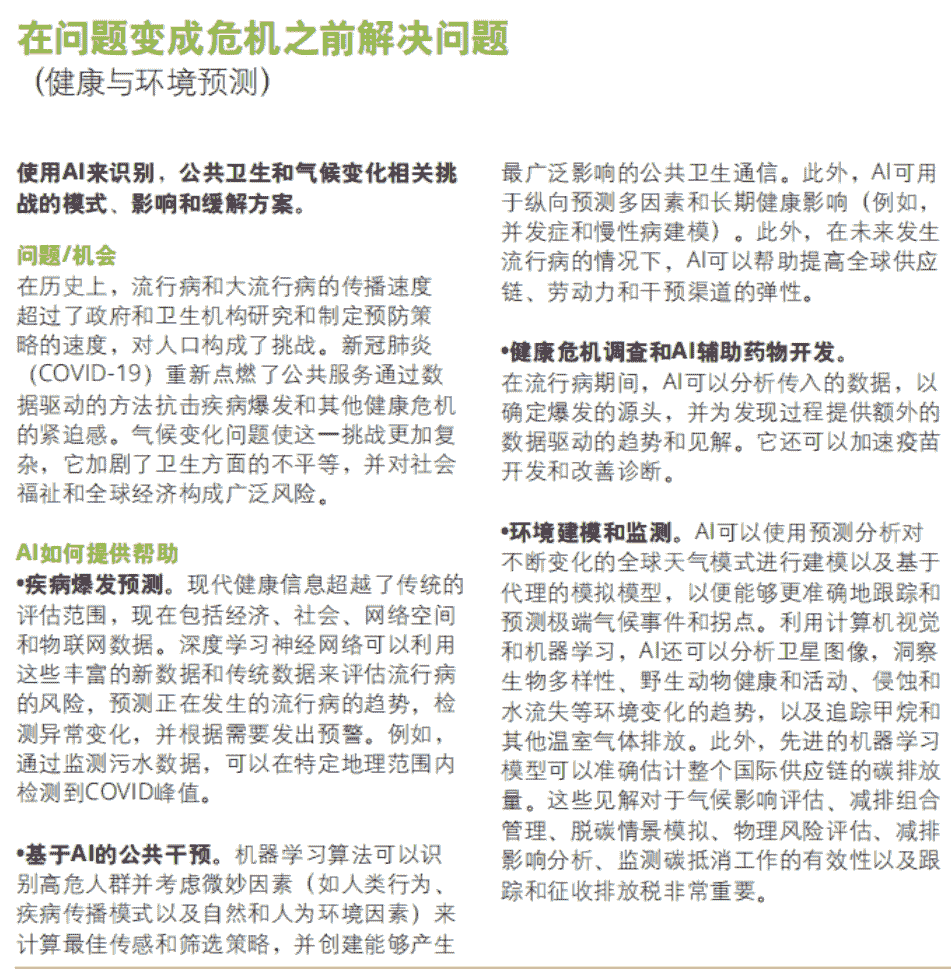 在问题变成危机之前解决问题
（健康与环境预测）
使用AI来识别，公共卫生和气候变化相关挑
战的模式、影响和缓解方案。
问题/机会
在历史上，流行病和大流行病的传播速度
超过了政府和卫生机构研究和制定预防策
略的速度，对人口构成了挑战。新冠肺炎
（COVID-19）重新点燃了公共服务通过数
据驱动的方法抗击疾病爆发和其他健康危机
的紧迫感。气候变化问题使这一挑战更加复
杂，它加剧了卫生方面的不平等，并对社会
福祉和全球经济构成广泛风险。
AI如何提供帮助
•疾病爆发预测。现代健康信息超越了传统的
评估范围，现在包括经济、社会、网络空间
和物联网数据。深度学习神经网络可以利用
这些丰富的新数据和传统数据来评估流行病
的风险，预测正在发生的流行病的趋势，检
测异常变化，并根据需要发出预警。例如，
通过监测污水数据，可以在特定地理范围内
检测到COVID峰值。
•基于AI的公共干预。机器学习算法可以识
别高危人群并考虑微妙因素（如人类行为、
疾病传播模式以及自然和人为环境因素）来
计算最佳传感和筛选策略，并创建能够产生
最广泛影响的公共卫生通信。此外，AI可用
于纵向预测多因素和长期健康影响（例如，
并发症和慢性病建模）。此外，在未来发生
流行病的情况下，AI可以帮助提高全球供应
链、劳动力和干预渠道的弹性。
•健康危机调查和AI辅助药物开发。
在流行病期间，AI可以分析传入的数据，以
确定爆发的源头，并为发现过程提供额外的
数据驱动的趋势和见解。它还可以加速疫苗
开发和改善诊断。
•环境建模和监测。AI可以使用预测分析对
不断变化的全球天气模式进行建模以及基于
代理的模拟模型，以便能够更准确地跟踪和
预测极端气候事件和拐点。利用计算机视觉
和机器学习，AI还可以分析卫星图像，洞察
生物多样性、野生动物健康和活动、侵蚀和
水流失等环境变化的趋势，以及追踪甲烷和
其他温室气体排放。此外，先进的机器学习
模型可以准确估计整个国际供应链的碳排放
量。这些见解对于气候影响评估、减排组合
管理、脱碳情景模拟、物理风险评估、减排
影响分析、监测碳抵消工作的有效性以及跟
踪和征收排放税非常重要。